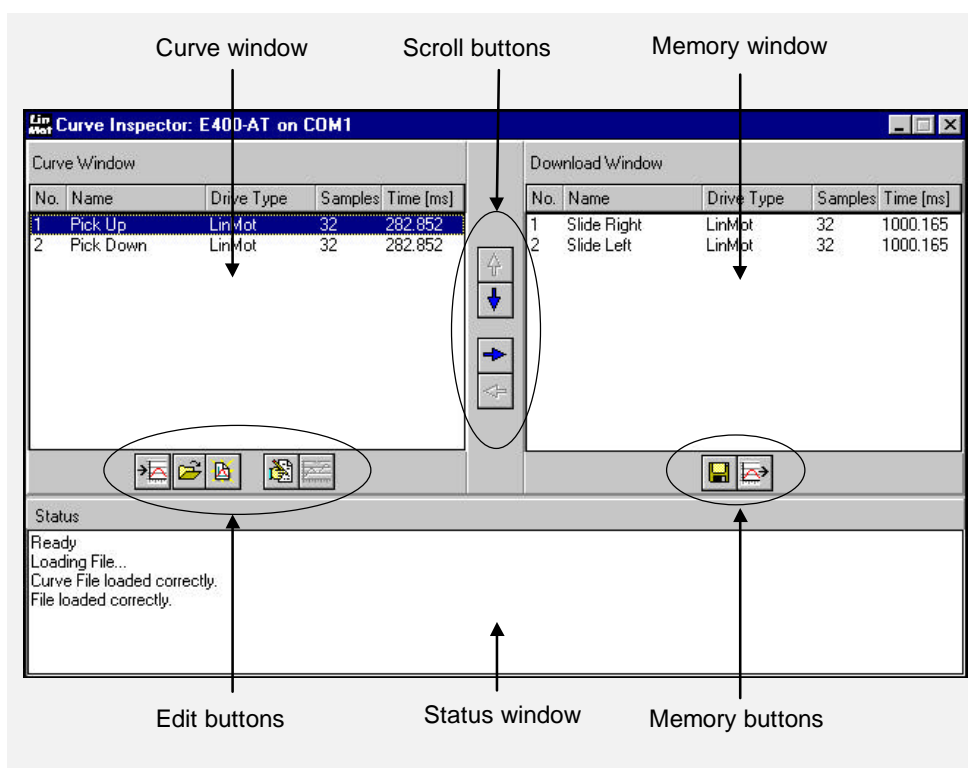 Curve window Scroll buttons Memory window
Lin Mot Curve Inspector: E400-AT on COM1
Curve Window Download Window
No. Name Drive Type Samples Time [ms] No. Name Drive Type Samples Time [ms]
1 Pick Up LinMot 32 282.852 1 Slide Right LinMot 32 1000.165
2 Pick Down LinMot 32 282.852 2 Slide Left LinMot 32 1000.165
Status
Ready
Loading File...
Curve File loaded correctly.
File loaded correctly.
Edit buttons Status window Memory buttons